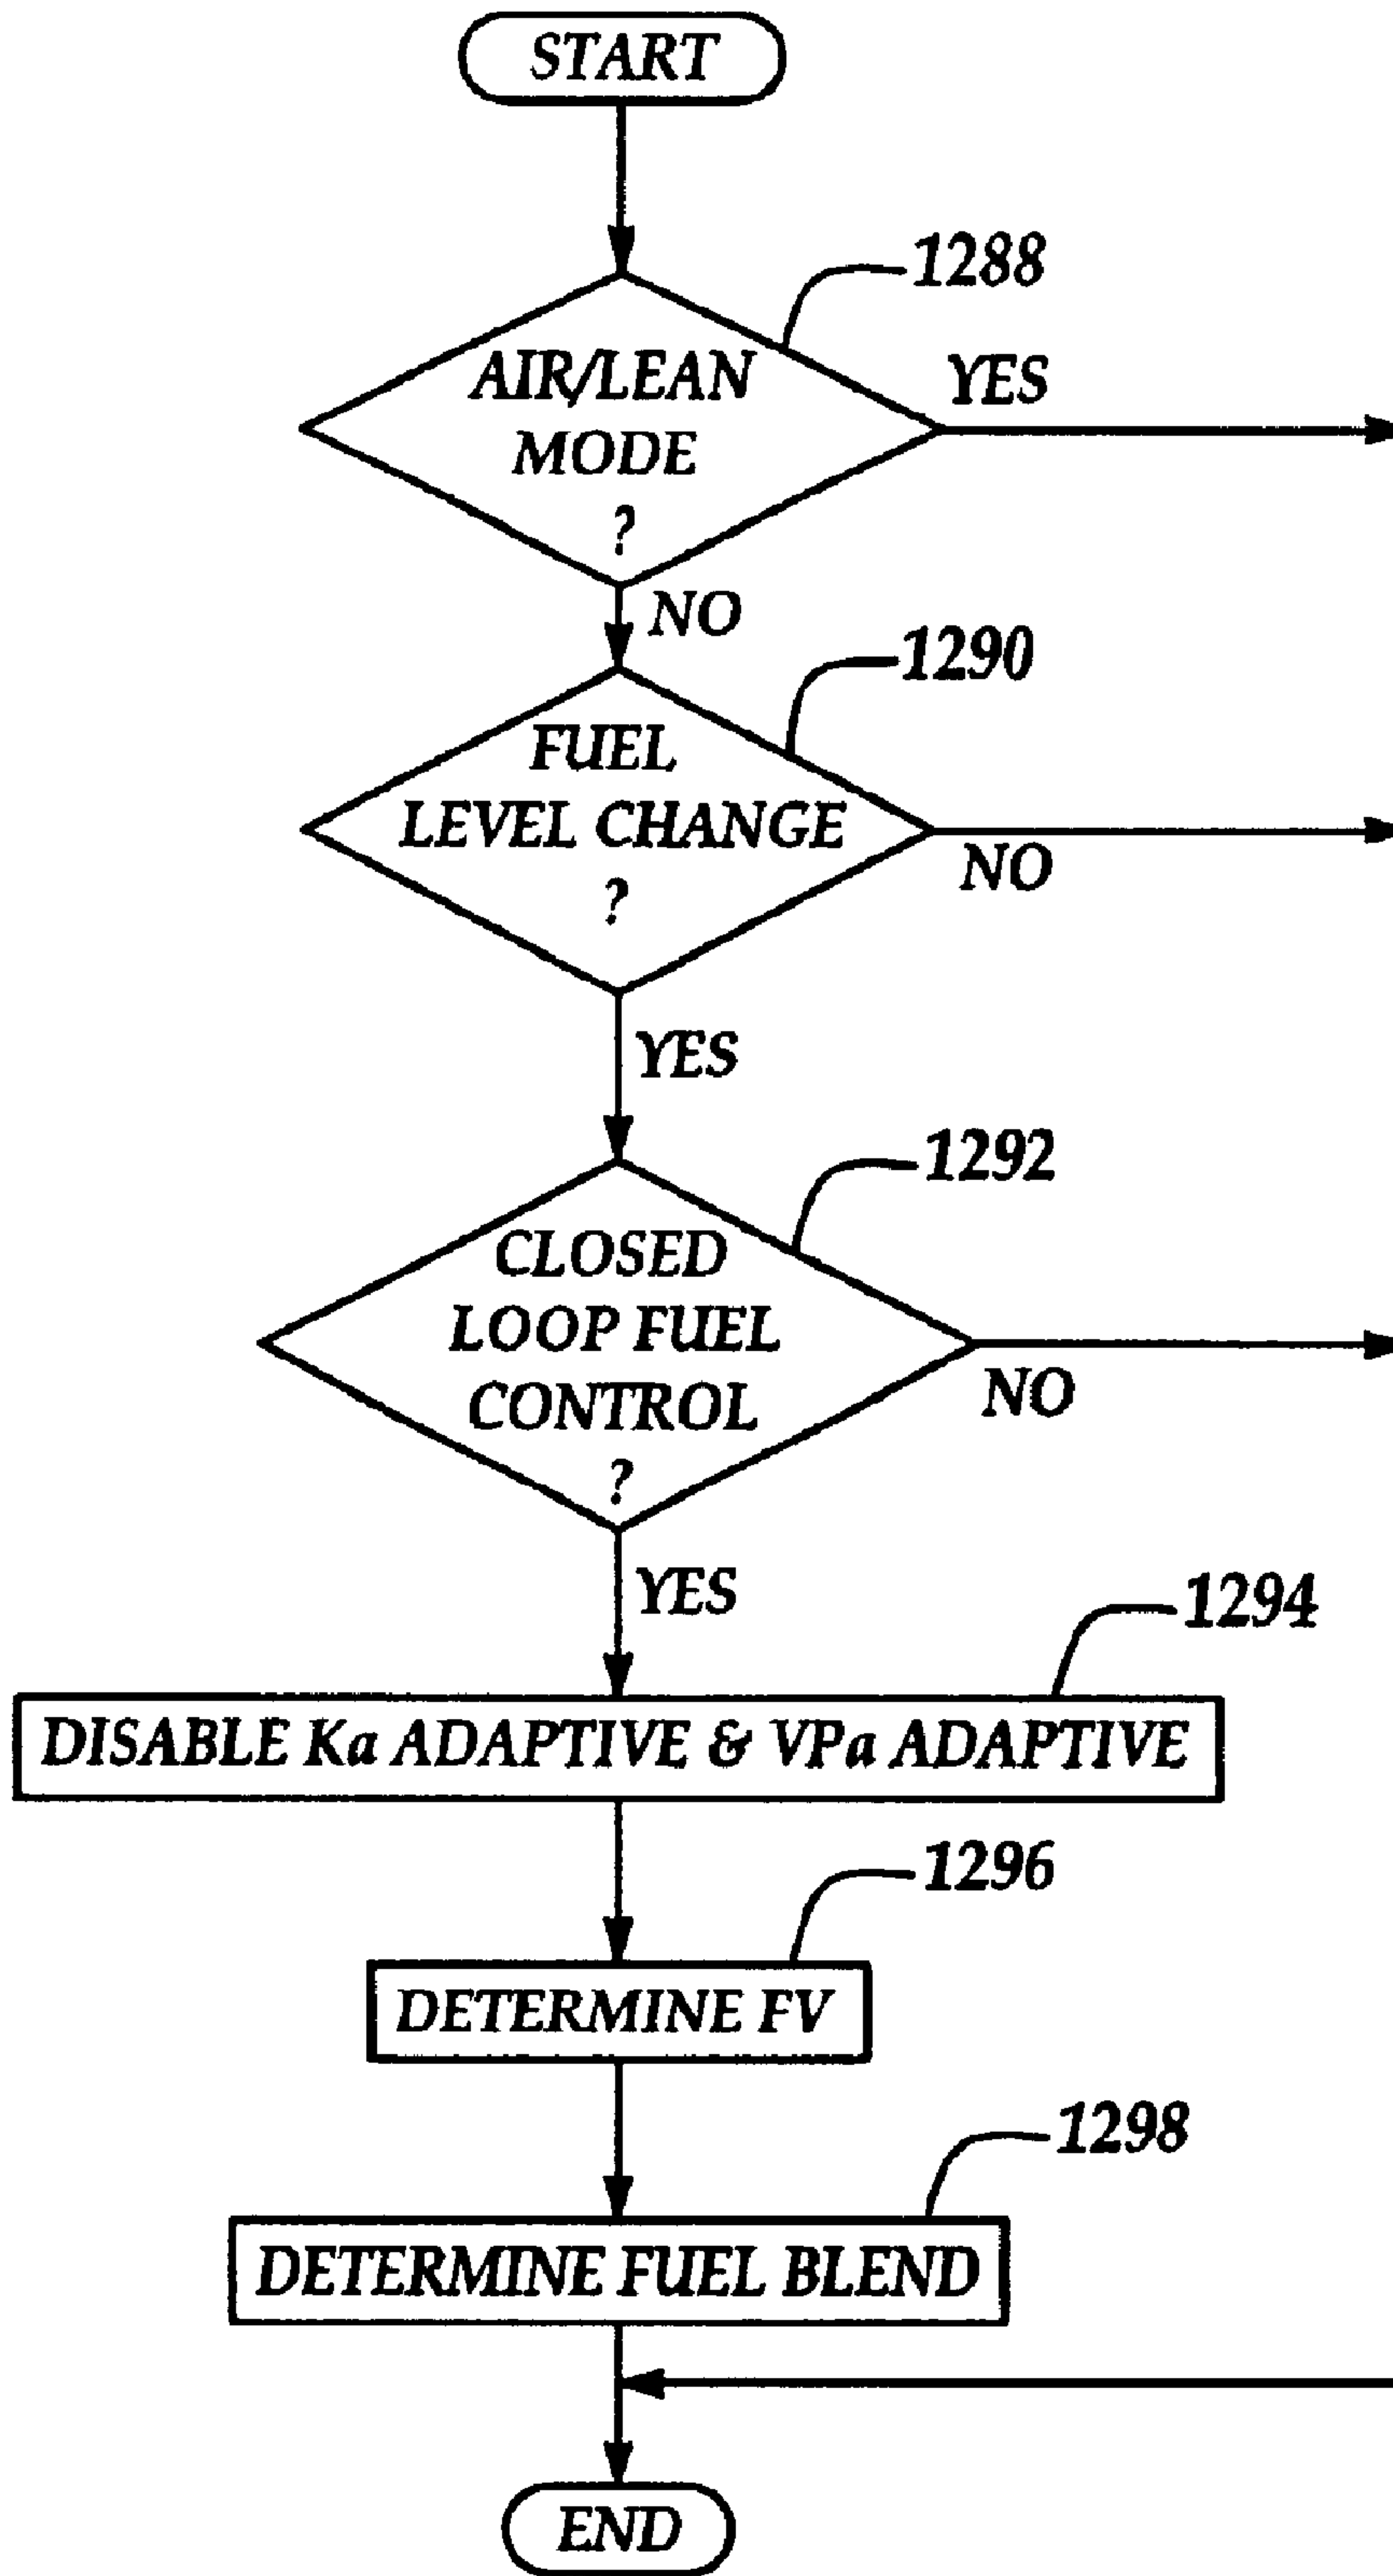 START
1288
AIR/LEAN
MODE
?
YES
NO
1290
FUEL
LEVEL CHANGE
?
NO
YES
1292
CLOSED
LOOP FUEL
CONTROL
?
NO
YES
1294
DISABLE Ka ADAPTIVE & VPa ADAPTIVE
1296
DETERMINE FV
1298
DETERMINE FUEL BLEND
END